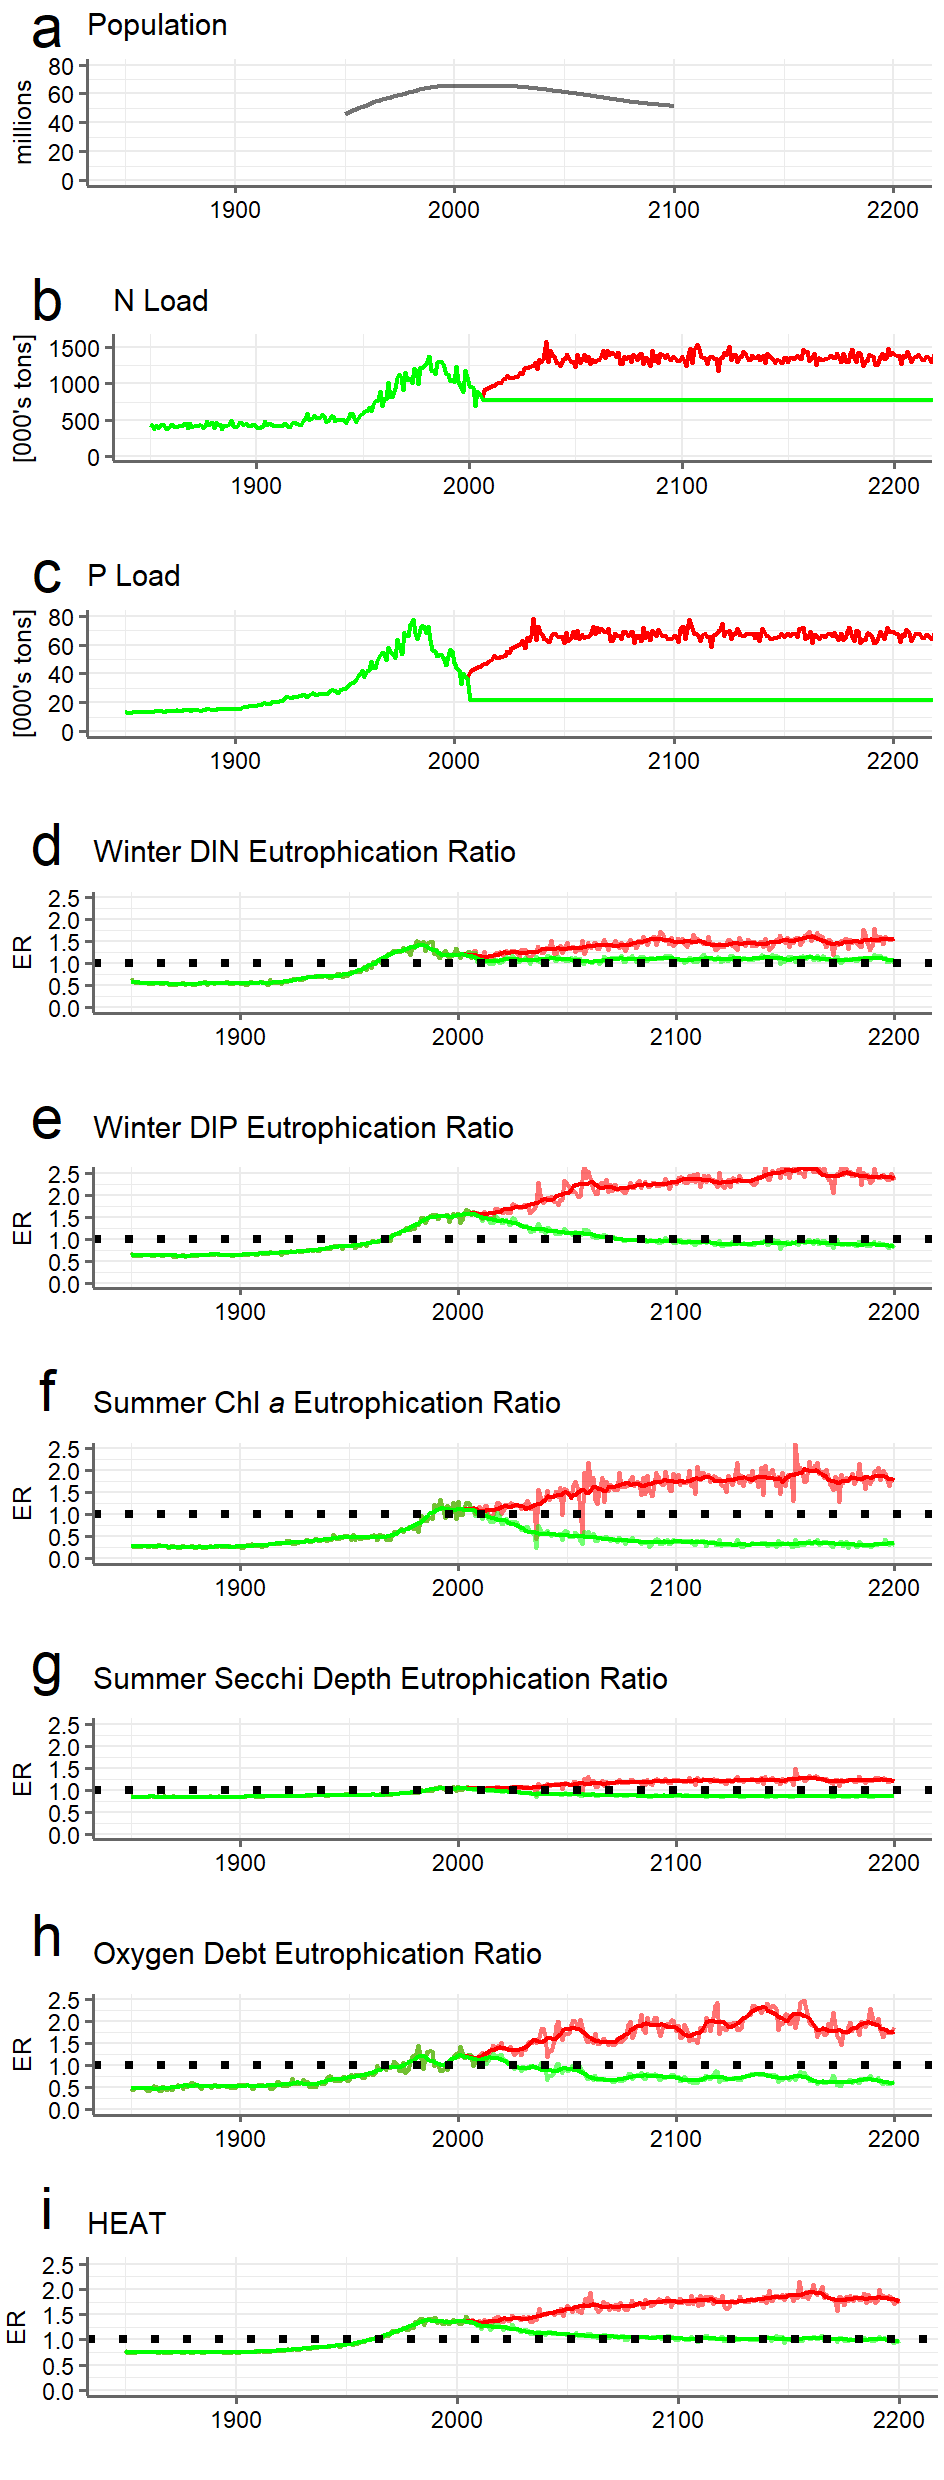 a Population
millions
80
60
40
20
0
1900 2000 2100 2200
b N Load
[000's tons]
1500
1000
500
0
1900 2000 2100 2200
c P Load
[000's tons]
80
60
40
20
0
1900 2000 2100 2200
d Winter DIN Eutrophication Ratio
ER
2.5
2.0
1.5
1.0
0.5
0.0
1900 2000 2100 2200
e Winter DIP Eutrophication Ratio
ER
2.5
2.0
1.5
1.0
0.5
0.0
1900 2000 2100 2200
f Summer Chl a Eutrophication Ratio
ER
2.5
2.0
1.5
1.0
0.5
0.0
1900 2000 2100 2200
g Summer Secchi Depth Eutrophication Ratio
ER
2.5
2.0
1.5
1.0
0.5
0.0
1900 2000 2100 2200
h Oxygen Debt Eutrophication Ratio
ER
2.5
2.0
1.5
1.0
0.5
0.0
1900 2000 2100 2200
i HEAT
ER
2.5
2.0
1.5
1.0
0.5
0.0
1900 2000 2100 2200